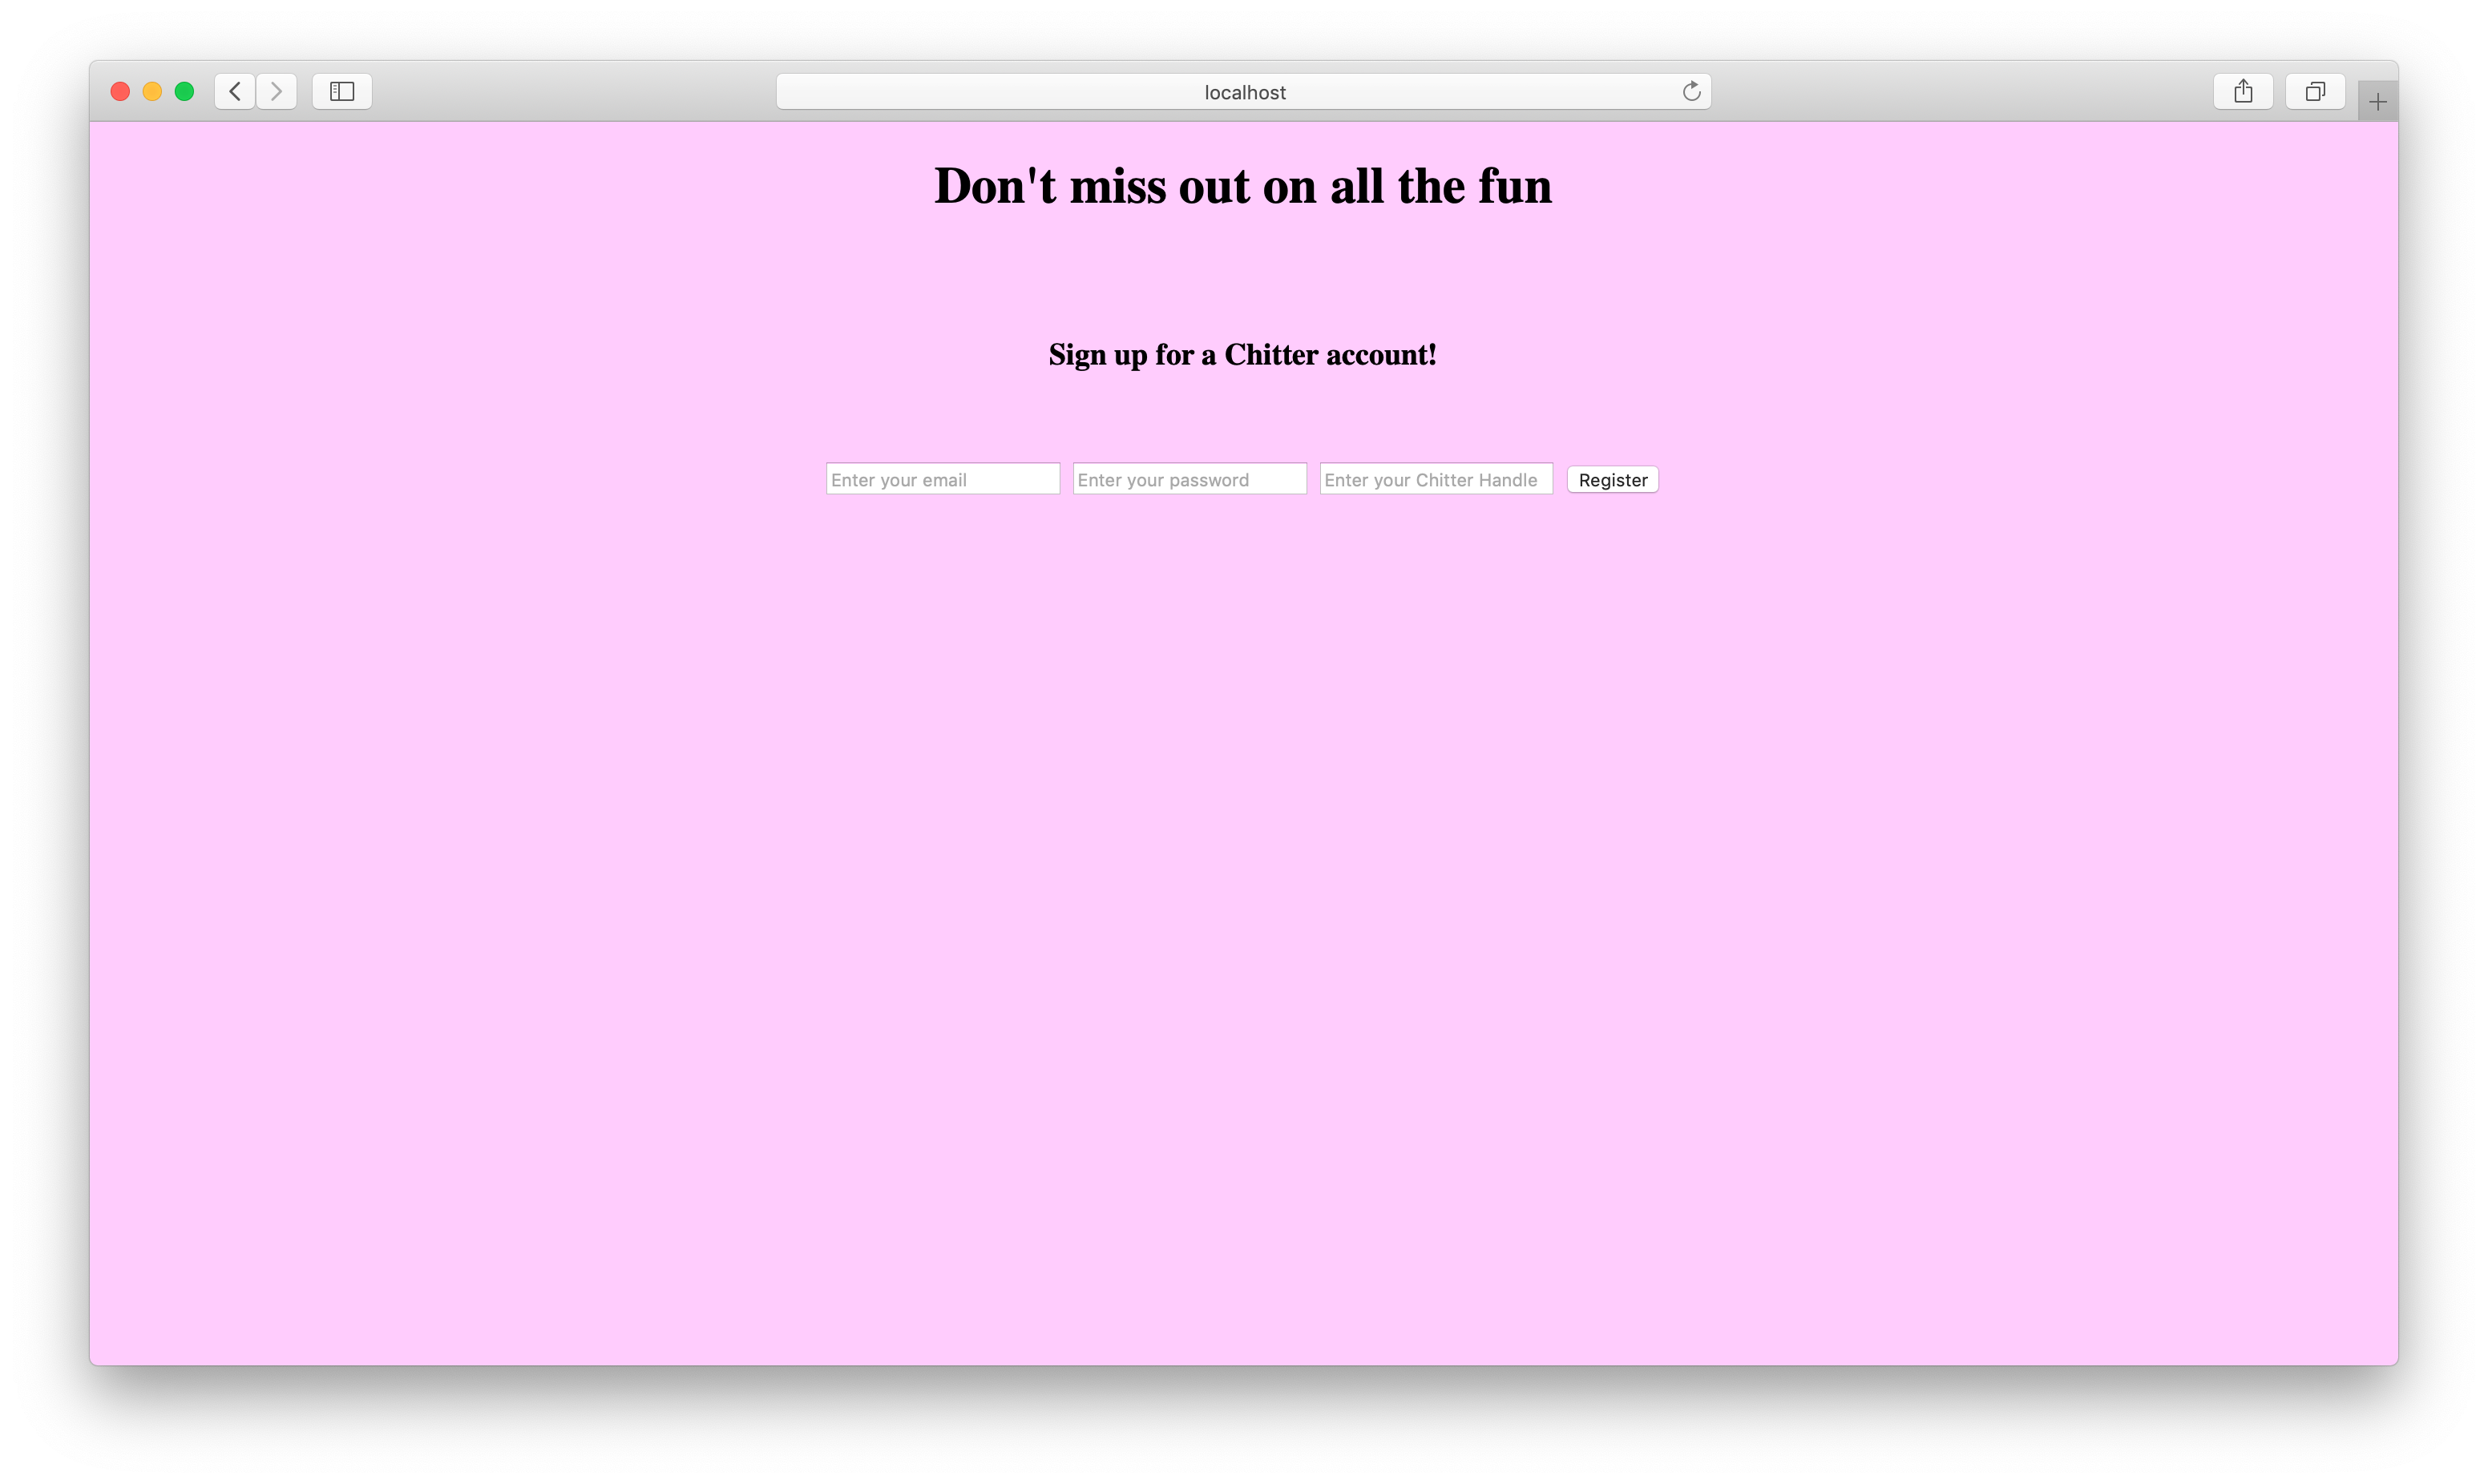 localhost
Don't miss out on all the fun
Sign up for a Chitter account!
Enter your email Enter your password Enter your Chitter Handle Register